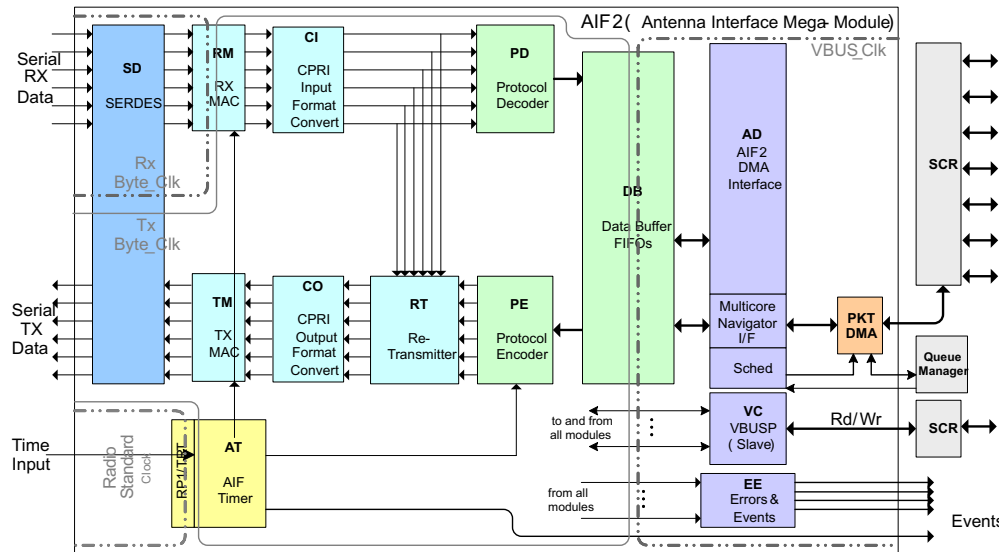 AIF2( Antenna Interface Mega-Module)
VBUS_Clk
Serial
RX
Data
SD
SERDES
RM
RX
MAC
CI
CPRI
Input
Format
Convert
PD
Protocol
Decoder
Rx
Byte_Clk
Tx
Byte_Clk
DB
Data Buffer
FIFOs
AD
AIF2
DMA
Interface
SCR
Serial
TX
Data
TM
TX
MAC
CO
CPRI
Output
Format
Convert
RT
Re-
Transmitter
PE
Protocol
Encoder
Multicore
Navigator
I/F
Sched
PKT
DMA
Queue
Manager
Time
Input
Radio
Standard
Clock
AT
AIF
Timer
to and from
all modules
VC
VBUSP
( Slave)
Rd/Wr
SCR
from all
modules
EE
Errors &
Events
Events